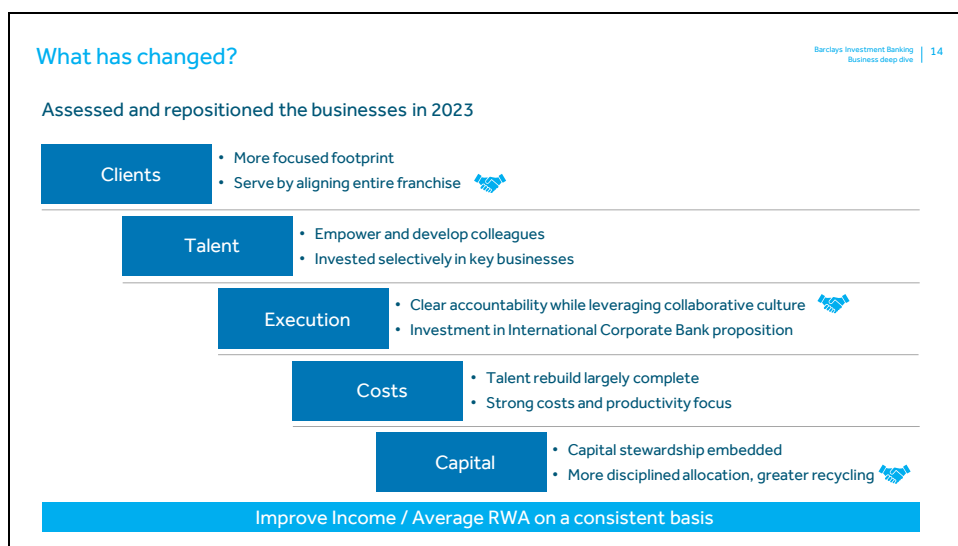 What has changed?
Barclays Investment Banking
Business deep dive
14
Assessed and repositioned the businesses in 2023
Clients
• More focused footprint
• Serve by aligning entire franchise
Talent
• Empower and develop colleagues
• Invested selectively in key businesses
Execution
• Clear accountability while leveraging collaborative culture
• Investment in International Corporate Bank proposition
Costs
• Talent rebuild largely complete
• Strong costs and productivity focus
Capital
• Capital stewardship embedded
• More disciplined allocation, greater recycling
Improve Income / Average RWA on a consistent basis